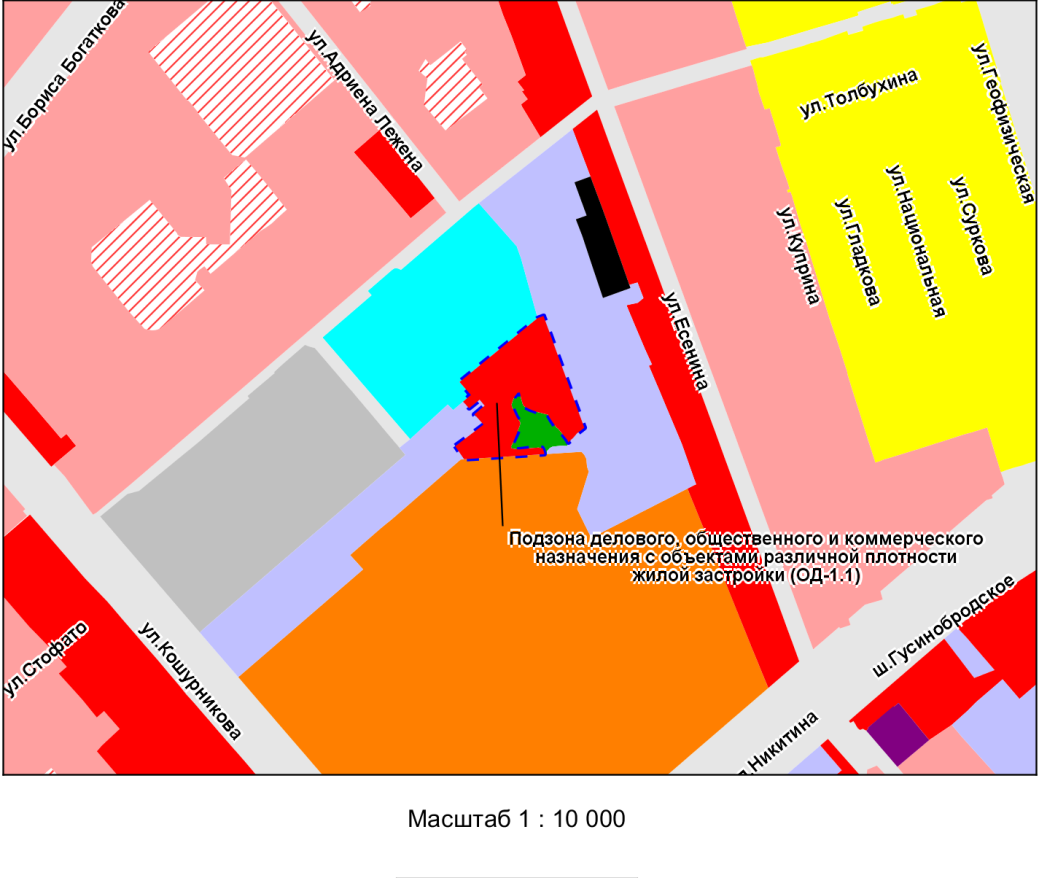 ул.Бориса Богаткова
ул.Адриена Лежена
ул.Толбухина
ул.Геофизическая
ул.Национальная
ул.Суркова
ул.Гладкова
ул.Куприна
ул.Есенина
Подзона делового, общественного и коммерческого
назначения с объектами различной плотности
жилой застройки (ОД-1.1)
ш.Гусинобродское
ул.Стофато
ул.Кошурникова
л.Никитина
Масштаб 1 : 10 000